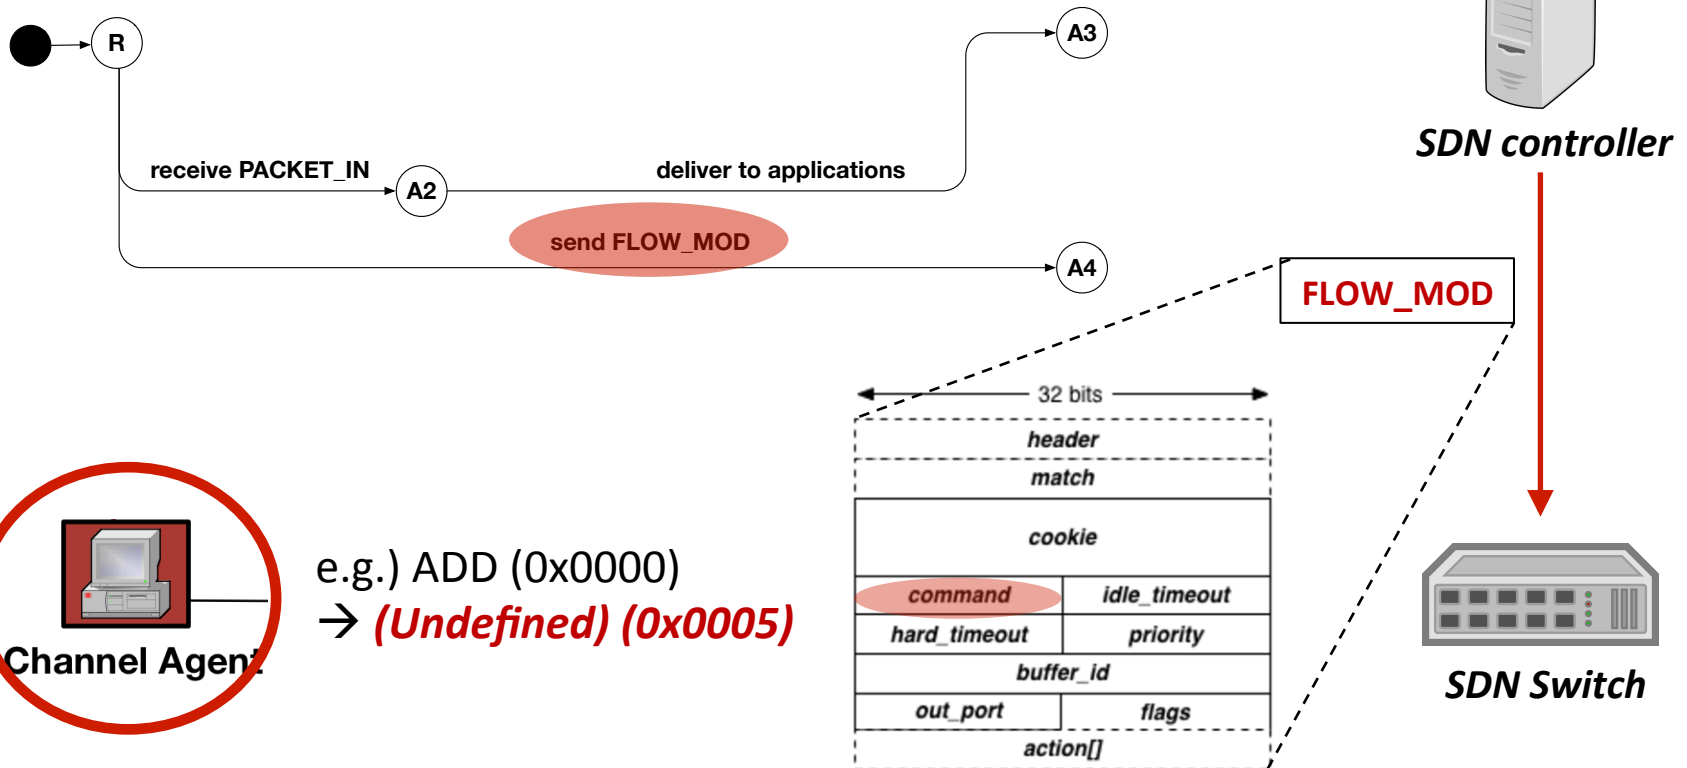 R
A3
SDN controller
receive PACKET_IN
A2
deliver to applications
send FLOW_MOD
A4
FLOW_MOD
32 bits
header
match
cookie
command idle_timeout
hard_timeout priority
buffer_id
out_port flags
action[]
e.g.) ADD (0x0000)
→ (Undefined) (0x0005)
Channel Agent
SDN Switch